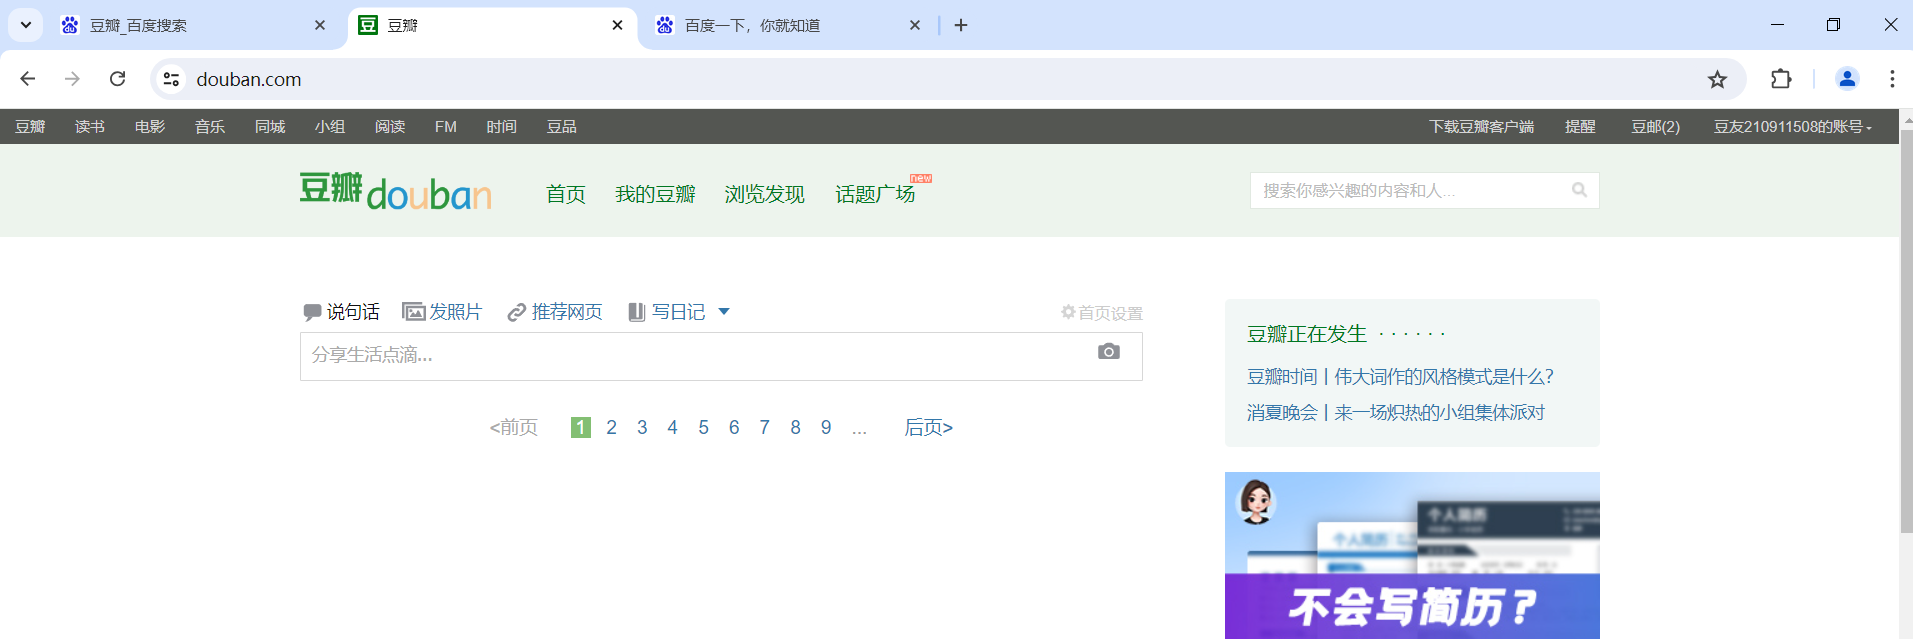 豆瓣_百度搜索
豆瓣
百度一下，你就知道
douban.com
豆瓣 读书 电影 音乐 同城 小组 阅读 FM 时间 豆品 下载豆瓣客户端 提醒 豆邮(2) 豆友210911508的账号
豆瓣douban 首页 我的豆瓣 浏览发现 话题广场 new 搜索你感兴趣的内容和人...
说句话 发照片 推荐网页 写日记 首页设置
分享生活点滴...
<前页 1 2 3 4 5 6 7 8 9 ... 后页>
豆瓣正在发生 · · · · · ·
豆瓣时间 | 伟大词作的风格模式是什么?
消夏晚会 | 来一场炽热的小组集体派对
个人简历
个人简历
不会写简历？